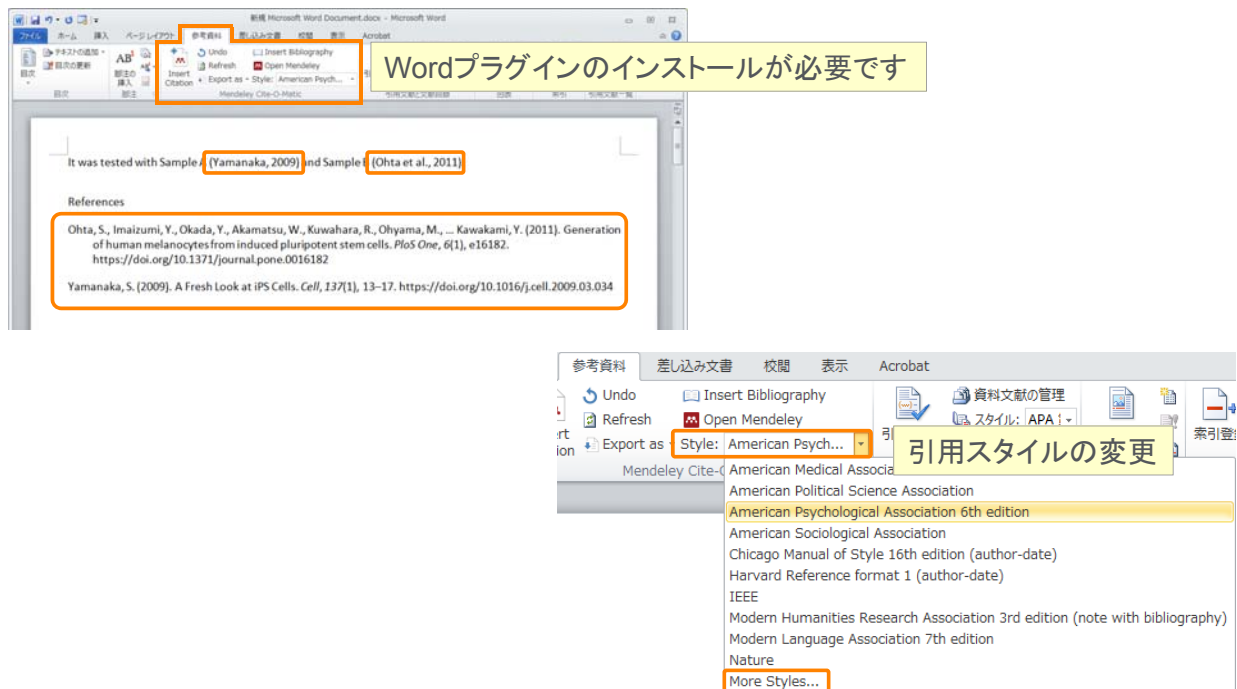 新規 Microsoft Word Document.docx - Microsoft Word
ファイル ホーム 挿入 ページ レイアウト 参考資料 差し込み文書 校閲 表示 Acrobat
テキストの追加
目次の更新
目次
AB¹
脚注の
挿入
Insert
Citation
Undo
Insert Bibliography
Refresh
Open Mendeley
Export as
Style: American Psych...
目次 脚注 Mendeley Cite-O-Matic 引用文献と文献目録 図表 索引 引用文献一覧
Wordプラグインのインストールが必要です
It was tested with Sample A (Yamanaka, 2009) and Sample B (Ohta et al., 2011)
References
Ohta, S., Imaizumi, Y., Okada, Y., Akamatsu, W., Kuwahara, R., Ohyama, M., … Kawakami, Y. (2011). Generation
of human melanocytes from induced pluripotent stem cells. PloS One, 6(1), e16182.
https://doi.org/10.1371/journal.pone.0016182
Yamanaka, S. (2009). A Fresh Look at iPS Cells. Cell, 137(1), 13–17. https://doi.org/10.1016/j.cell.2009.03.034
参考資料 差し込み文書 校閲 表示 Acrobat
Undo Insert Bibliography 資料文献の管理
Refresh Open Mendeley スタイル: APA
Export as Style: American Psych...
引用スタイルの変更
Mendeley Cite-O
American Medical Associa
American Political Science Association
American Psychological Association 6th edition
American Sociological Association
Chicago Manual of Style 16th edition (author-date)
Harvard Reference format 1 (author-date)
IEEE
Modern Humanities Research Association 3rd edition (note with bibliography)
Modern Language Association 7th edition
Nature
More Styles...